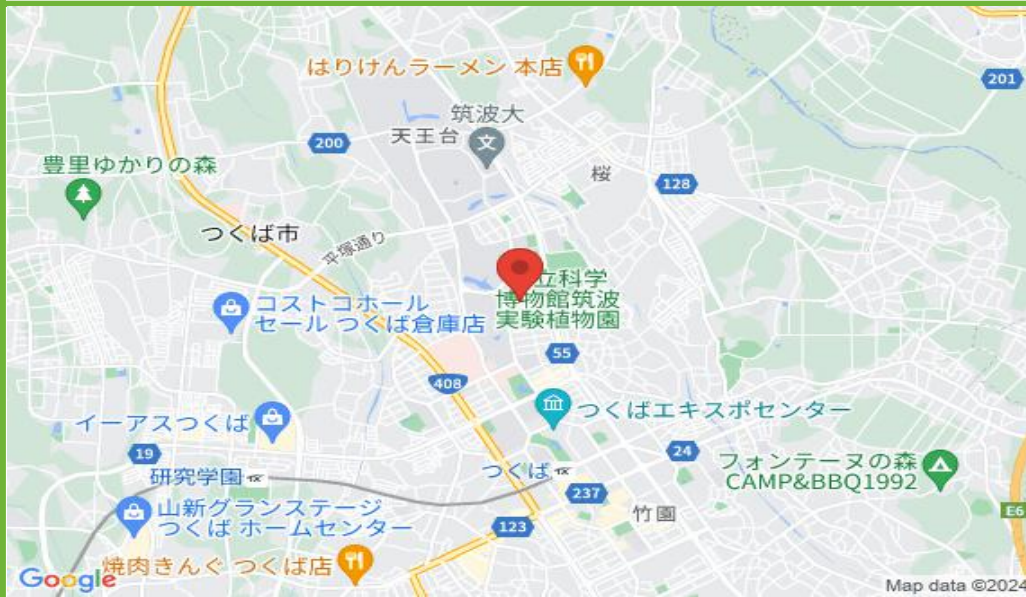 はりけんラーメン 本店
201
筑波大
天王台
文
200
豊里ゆかりの森
桜
128
つくば市
平塚通り
立科学
博物館筑波
実験植物園
コストコホール
セール つくば倉庫店
55
408
つくばエキスポセンター
イーアスつくば
19
24
研究学園
つくば
フォンテーヌの森
CAMP&BBQ1992
237
山新グランステージ
つくば ホームセンター
竹園
123
E6
焼肉きんぐ つくば店
Google
Map data ©2024